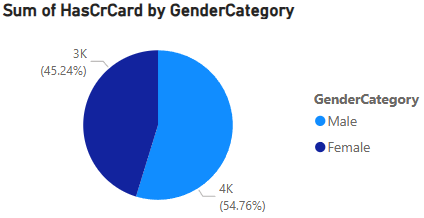 Sum of HasCrCard by GenderCategory
3K
(45.24%)
GenderCategory
Male
Female
4K
(54.76%)